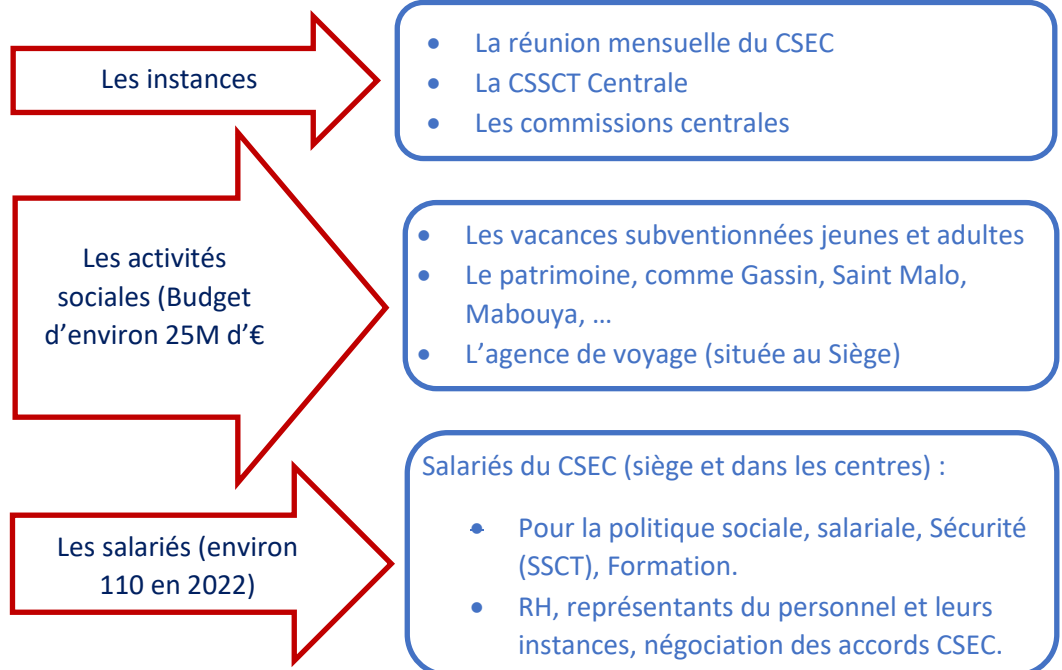 Les instances
• La réunion mensuelle du CSEC
• La CSSCT Centrale
• Les commissions centrales
Les activités
sociales (Budget
d’environ 25M d’€
• Les vacances subventionnées jeunes et adultes
• Le patrimoine, comme Gassin, Saint Malo,
Mabouya, …
• L’agence de voyage (située au Siège)
Les salariés (environ
110 en 2022)
Salariés du CSEC (siège et dans les centres) :
• Pour la politique sociale, salariale, Sécurité
(SSCT), Formation.
• RH, représentants du personnel et leurs
instances, négociation des accords CSEC.